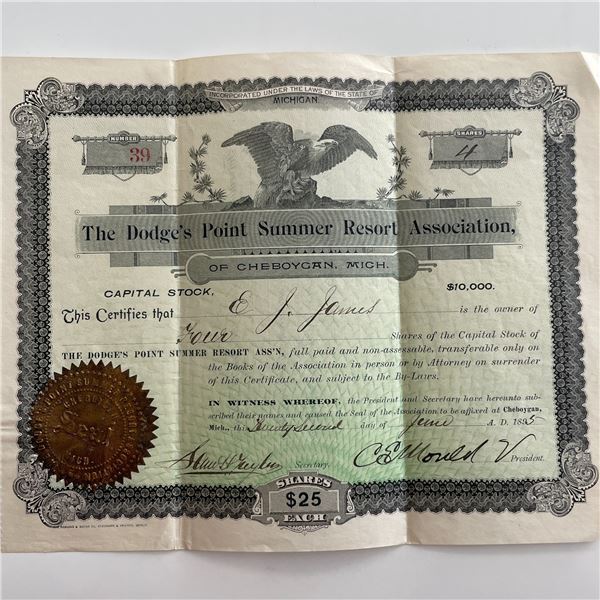 INCORPORATED UNDER THE LAWS OF THE STATE OF
MICHIGAN.
NUMBER
39
SHARES
4
The Dodge's Point Summer Resort Association,
OF CHEBOYGAN, MICH.
CAPITAL STOCK,
$10,000.
This Certifies that E J. James is the owner of
Four Shares of the Capital Stock of
THE DODGE'S POINT SUMMER RESORT ASS'N, full paid and non-assessable, transferable only on
the Books of the Association in person or by Attorney on surrender
of this Certificate, and subject to the By-Laws.
IN WITNESS WHEREOF, the President and Secretary have hereunto sub-
scribed their names and caused the Seal of the Association to be affixed at Cheboygan,
Mich., this Twenty Second day of June A. D. 1895
Secretary.
V President.
SHARES
$25
EACH